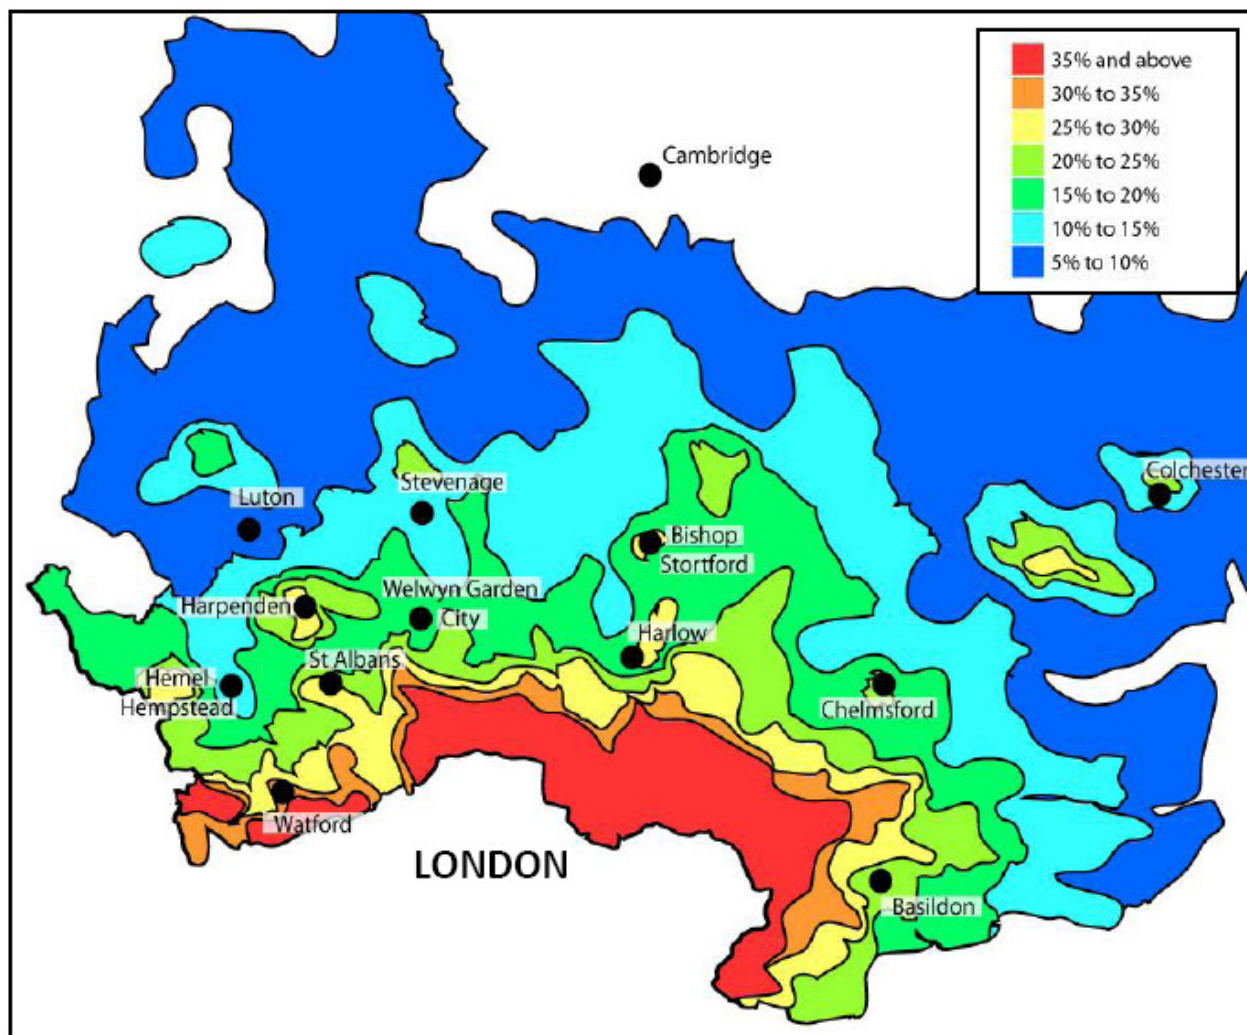 35% and above
30% to 35%
25% to 30%
20% to 25%
15% to 20%
10% to 15%
5% to 10%
Cambridge
Colchester
Stevenage
Luton
Bishop
Stortford
Welwyn Garden
City
Harpenden
Harlow
St Albans
Hemel
Hempstead
Chelmsford
Watford
LONDON
Basildon